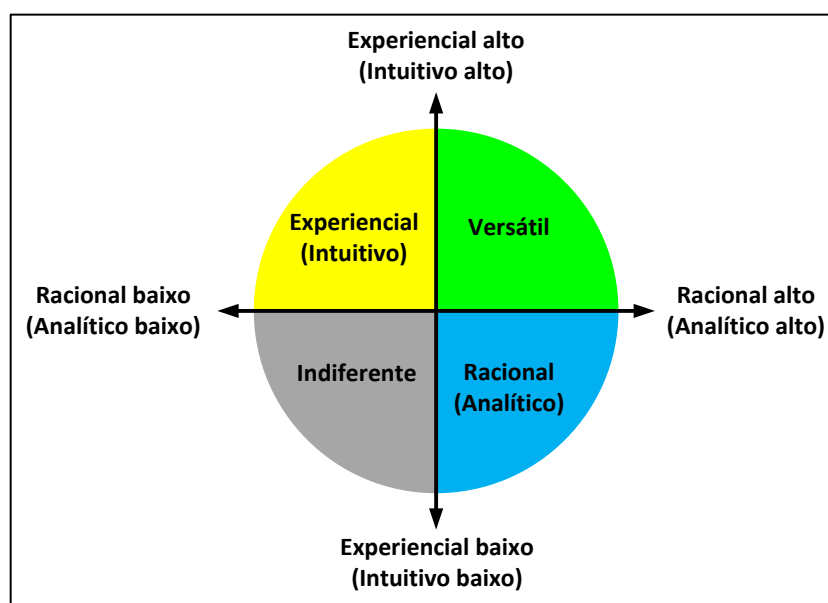 Experiencial alto
(Intuitivo alto)
Experiencial
(Intuitivo)
Versátil
Racional baixo
(Analítico baixo)
Racional alto
(Analítico alto)
Indiferente
Racional
(Analítico)
Experiencial baixo
(Intuitivo baixo)